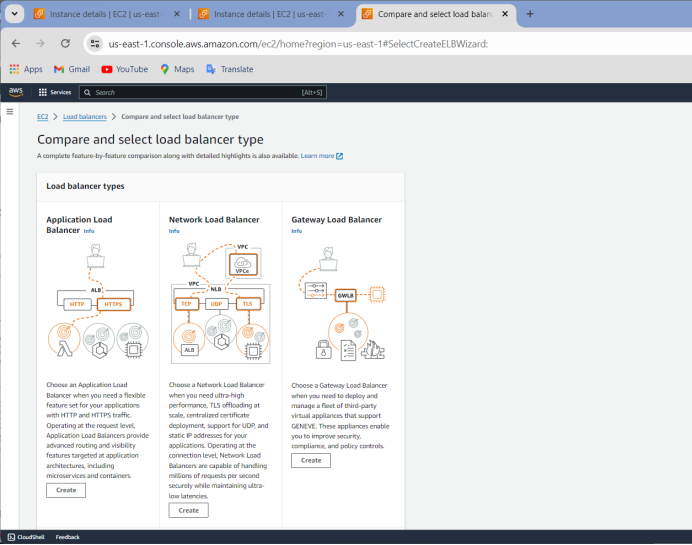 Instance details | EC2 | us-east-
Instance details | EC2 | us-east-
Compare and select load balan
us-east-1.console.aws.amazon.com/ec2/home?region=us-east-1#SelectCreateELBWizard:
Apps Gmail YouTube Maps Translate
aws Services Search [Alt+S]
EC2 > Load balancers > Compare and select load balancer type
Compare and select load balancer type
A complete feature-by-feature comparison along with detailed highlights is also available. Learn more
Load balancer types
Application Load
Balancer Info
ALB
HTTP HTTPS
Choose an Application Load
Balancer when you need a flexible
feature set for your applications
with HTTP and HTTPS traffic.
Operating at the request level,
Application Load Balancers provide
advanced routing and visibility
features targeted at application
architectures, including
microservices and containers.
Create
Network Load Balancer
Info
VPC
VPCe
VPC
NLB
TCP UDP TLS
ALB
Choose a Network Load Balancer
when you need ultra-high
performance, TLS offloading at
scale, centralized certificate
deployment, support for UDP, and
static IP addresses for your
applications. Operating at the
connection level, Network Load
Balancers are capable of handling
millions of requests per second
securely while maintaining ultra-
low latencies.
Create
Gateway Load Balancer
Info
GWLB
Choose a Gateway Load Balancer
when you need to deploy and
manage a fleet of third-party
virtual appliances that support
GENEVE. These appliances enable
you to improve security,
compliance, and policy controls.
Create
CloudShell Feedback